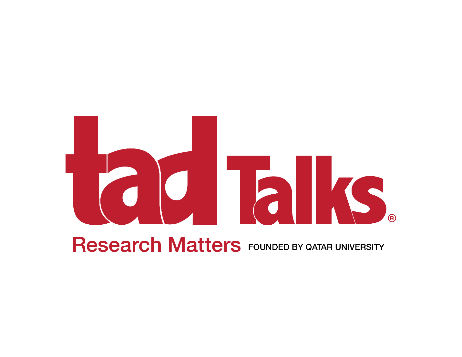 tad Talks®
Research Matters FOUNDED BY QATAR UNIVERSITY